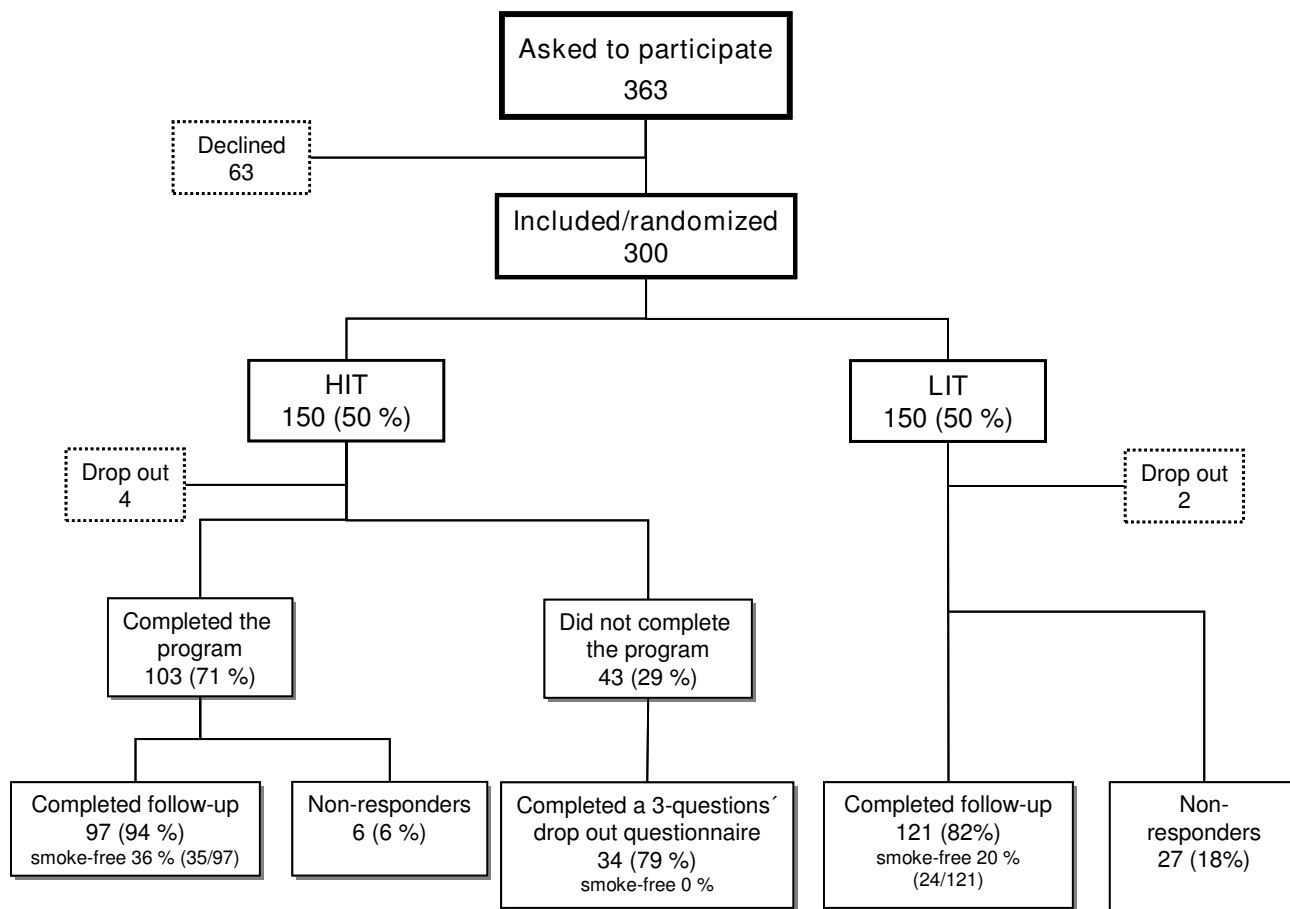 Asked to participate
363
Declined
63
Included/randomized
300
HIT
150 (50 %)
LIT
150 (50 %)
Drop out
4
Drop out
2
Completed the
program
103 (71 %)
Did not complete
the program
43 (29 %)
Completed follow-up
97 (94 %)
smoke-free 36 % (35/97)
Non-responders
6 (6 %)
Completed a 3-questions´
drop out questionnaire
34 (79 %)
smoke-free 0 %
Completed follow-up
121 (82%)
smoke-free 20 %
(24/121)
Non-
responders
27 (18%)